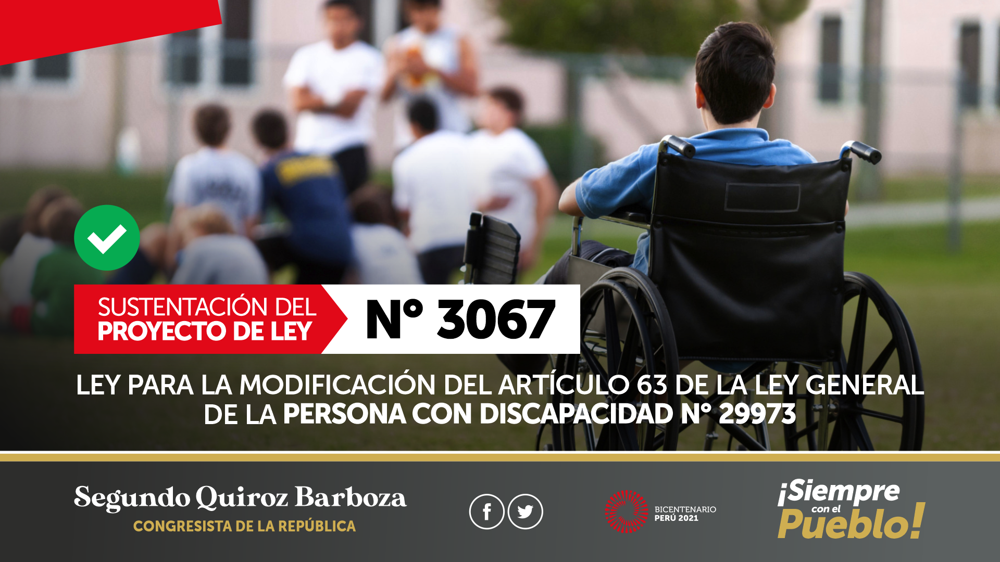 SUSTENTACIÓN DEL
PROYECTO DE LEY
N° 3067
LEY PARA LA MODIFICACIÓN DEL ARTÍCULO 63 DE LA LEY GENERAL
DE LA PERSONA CON DISCAPACIDAD N° 29973
Segundo Quiroz Barboza
CONGRESISTA DE LA REPÚBLICA
BICENTENARIO
PERÚ 2021
¡Siempre
con el
Pueblo!